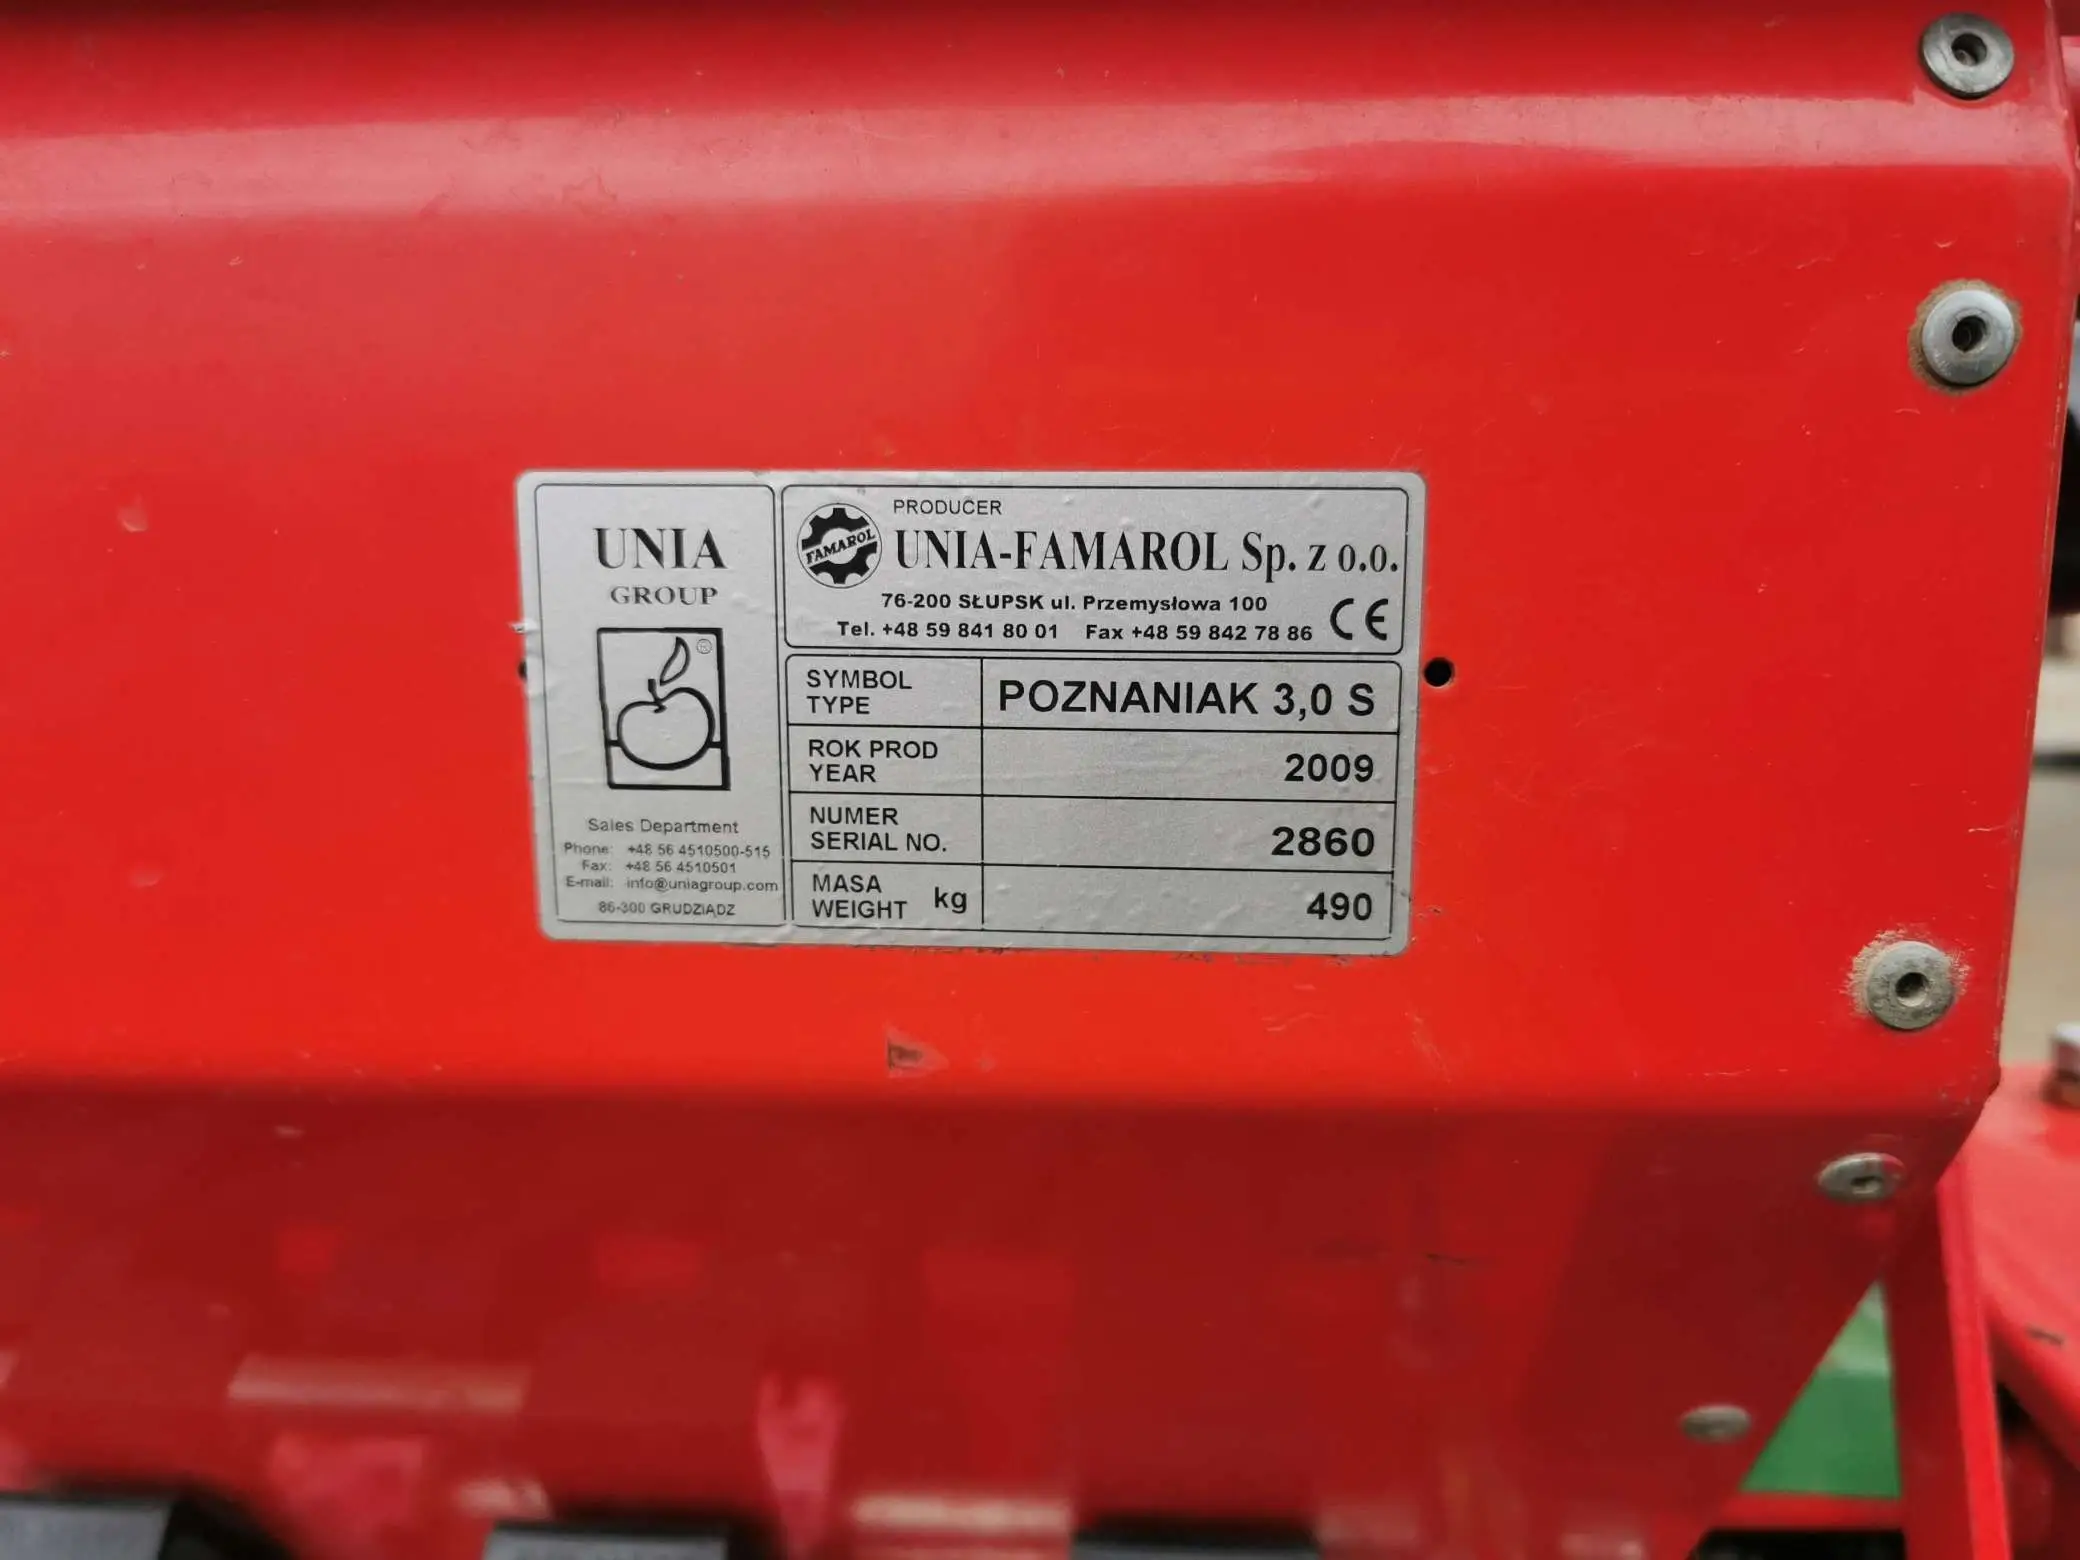 UNIA
GROUP
®
Sales Department
Phone: +48 56 4510500-515
Fax: +48 56 4510501
E-mail: info@uniagroup.com
86-300 GRUDZIĄDZ
FAMAROL
PRODUCER
UNIA-FAMAROL Sp. z o.o.
76-200 SŁUPSK ul. Przemysłowa 100
Tel. +48 59 841 80 01 Fax +48 59 842 78 86
CE
SYMBOL
TYPE
POZNANIAK 3,0 S
ROK PROD
YEAR
2009
NUMER
SERIAL NO.
2860
MASA
WEIGHT kg
490